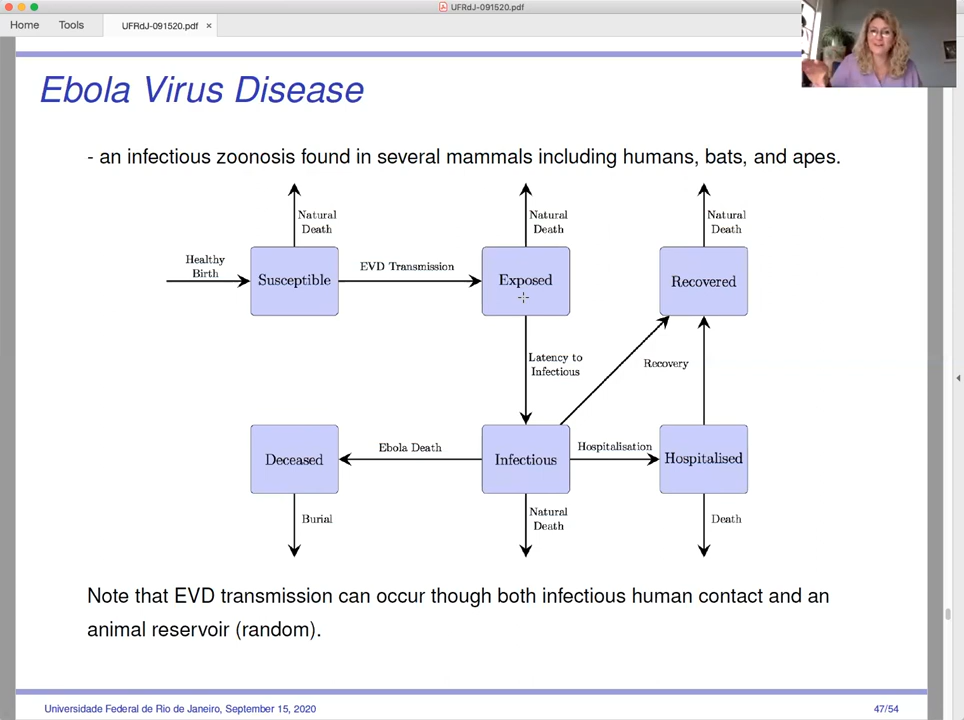 UFRdJ-091520.pdf
Home
Tools
UFRdJ-091520.pdf ×
Ebola Virus Disease
- an infectious zoonosis found in several mammals including humans, bats, and apes.
Natural
Death
Natural
Death
Natural
Death
Healthy
Birth
Susceptible
EVD Transmission
Exposed
Recovered
Latency to
Infectious
Recovery
Deceased
Ebola Death
Infectious
Hospitalisation
Hospitalised
Burial
Natural
Death
Death
Note that EVD transmission can occur though both infectious human contact and an
animal reservoir (random).
Universidade Federal de Rio de Janeiro, September 15, 2020
47/54